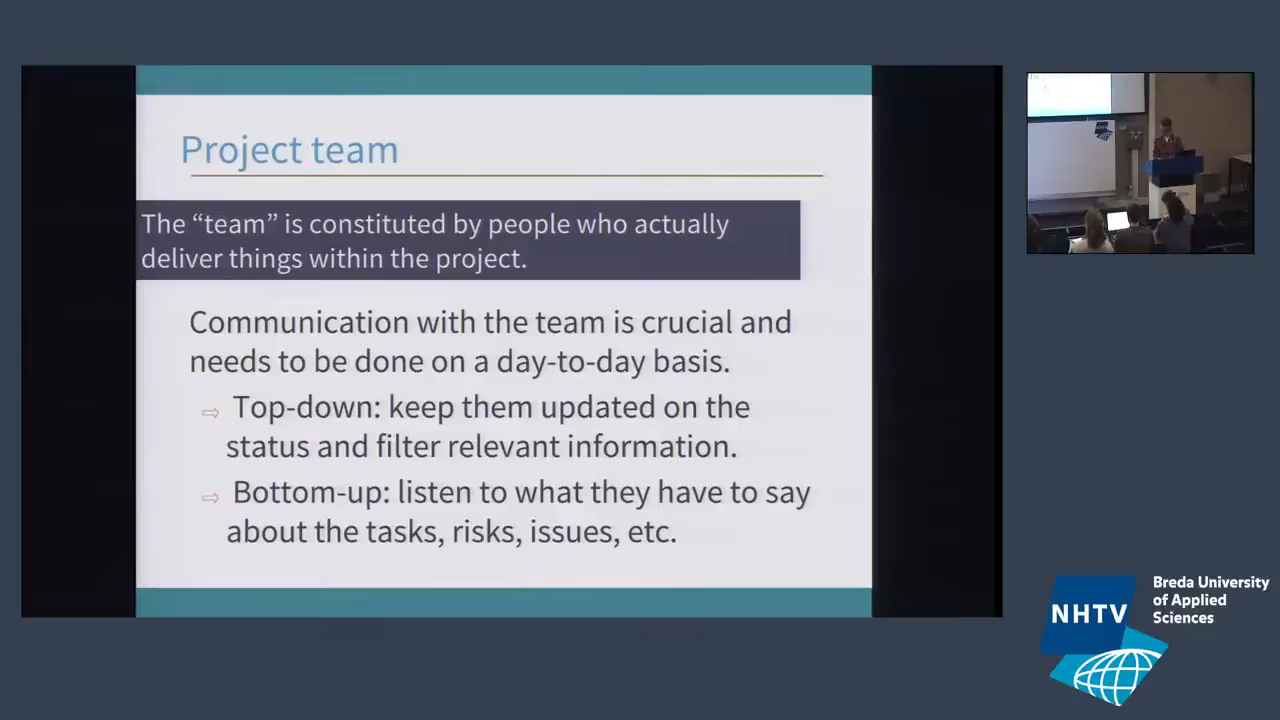 Project team
The “team” is constituted by people who actually
deliver things within the project.
Communication with the team is crucial and
needs to be done on a day-to-day basis.
⇨ Top-down: keep them updated on the
status and filter relevant information.
⇨ Bottom-up: listen to what they have to say
about the tasks, risks, issues, etc.
NHTV
Breda University
of Applied
Sciences